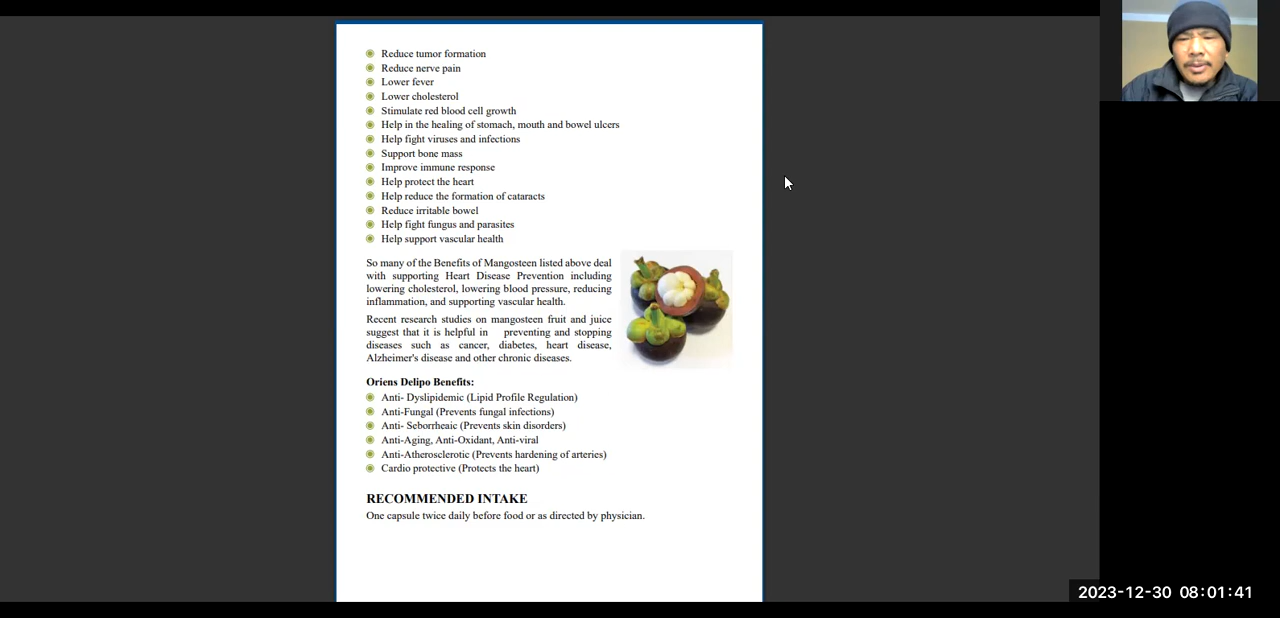 Reduce tumor formation
Reduce nerve pain
Lower fever
Lower cholesterol
Stimulate red blood cell growth
Help in the healing of stomach, mouth and bowel ulcers
Help fight viruses and infections
Support bone mass
Improve immune response
Help protect the heart
Help reduce the formation of cataracts
Reduce irritable bowel
Help fight fungus and parasites
Help support vascular health
So many of the Benefits of Mangosteen listed above deal
with supporting Heart Disease Prevention including
lowering cholesterol, lowering blood pressure, reducing
inflammation, and supporting vascular health.
Recent research studies on mangosteen fruit and juice
suggest that it is helpful in preventing and stopping
diseases such as cancer, diabetes, heart disease,
Alzheimer's disease and other chronic diseases.
Oriens Delipo Benefits:
Anti- Dyslipidemic (Lipid Profile Regulation)
Anti-Fungal (Prevents fungal infections)
Anti- Seborrheaic (Prevents skin disorders)
Anti-Aging, Anti-Oxidant, Anti-viral
Anti-Atherosclerotic (Prevents hardening of arteries)
Cardio protective (Protects the heart)
RECOMMENDED INTAKE
One capsule twice daily before food or as directed by physician.
2023-12-30 08:01:41